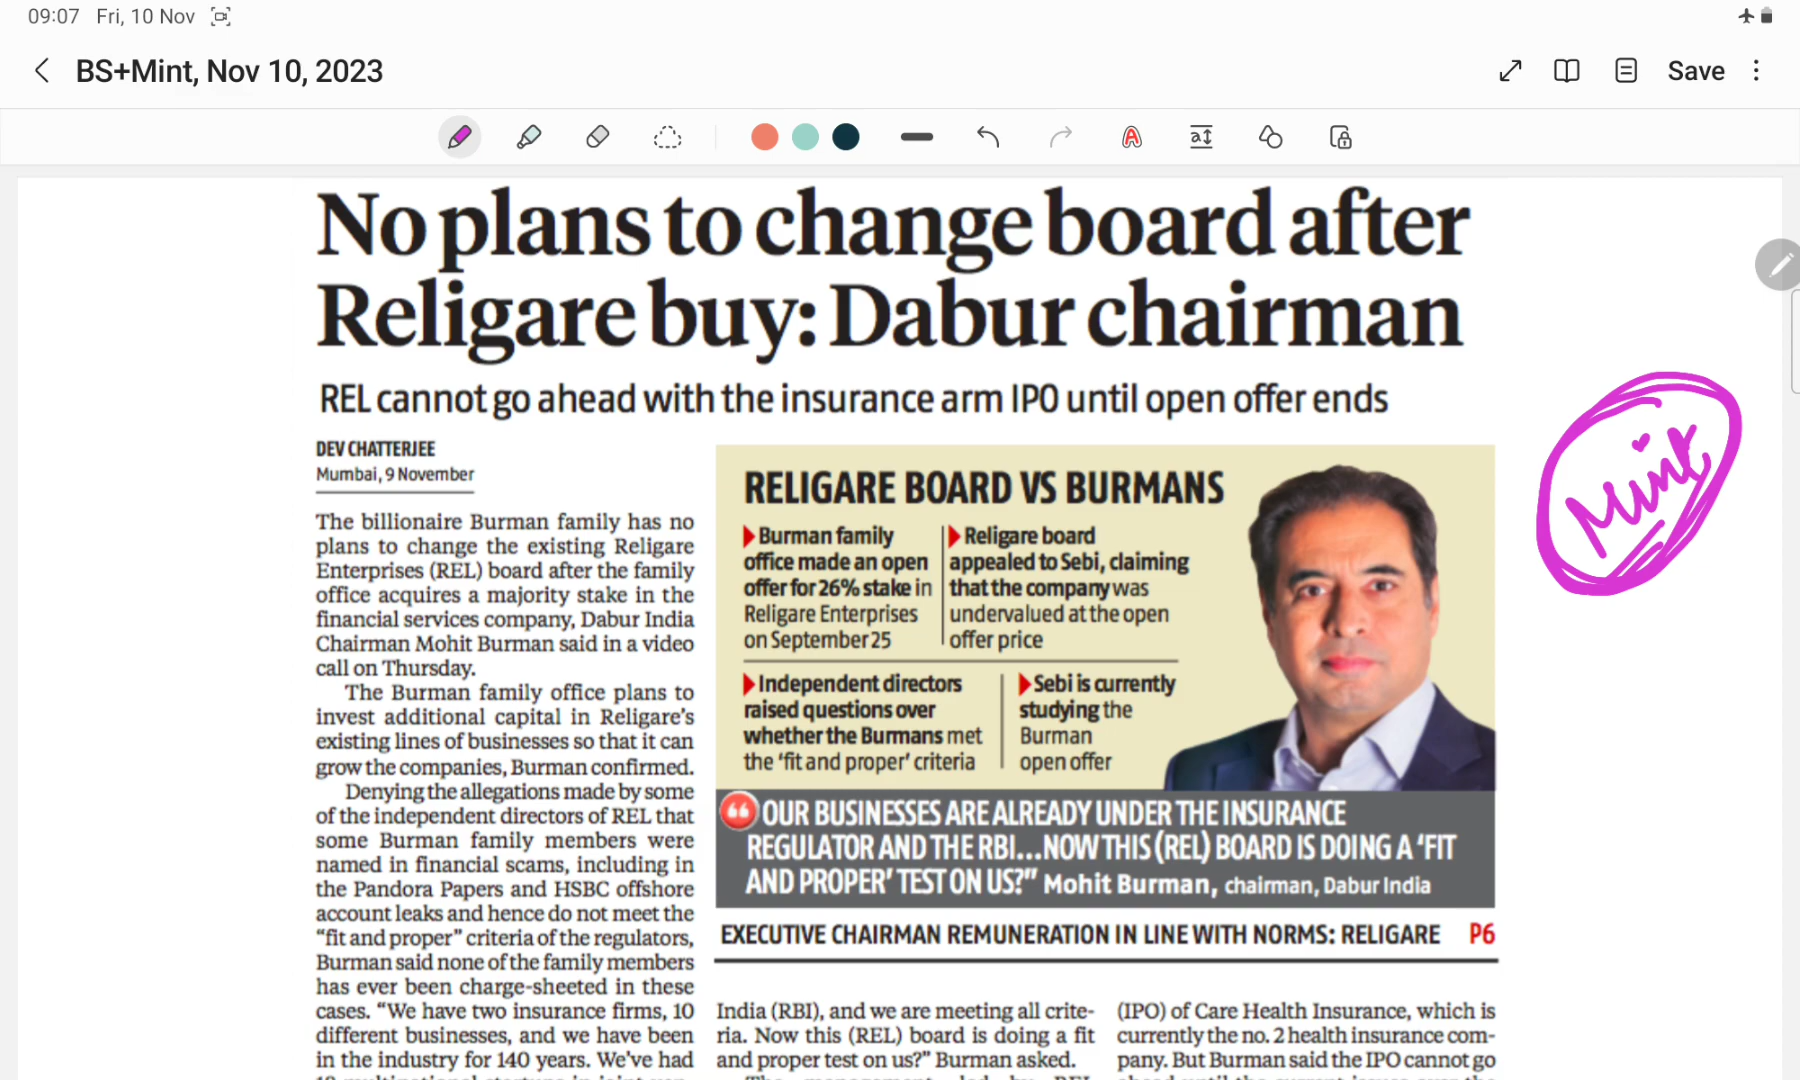 09:07 Fri, 10 Nov
BS+Mint, Nov 10, 2023
Save
No plans to change board after
Religare buy: Dabur chairman
REL cannot go ahead with the insurance arm IPO until open offer ends
Mint
DEV CHATTERJEE
Mumbai, 9 November
The billionaire Burman family has no
plans to change the existing Religare
Enterprises (REL) board after the family
office acquires a majority stake in the
financial services company, Dabur India
Chairman Mohit Burman said in a video
call on Thursday.
The Burman family office plans to
invest additional capital in Religare's
existing lines of businesses so that it can
grow the companies, Burman confirmed.
Denying the allegations made by some
of the independent directors of REL that
some Burman family members were
named in financial scams, including in
the Pandora Papers and HSBC offshore
account leaks and hence do not meet the
“fit and proper” criteria of the regulators,
Burman said none of the family members
has ever been charge-sheeted in these
cases. “We have two insurance firms, 10
different businesses, and we have been
in the industry for 140 years. We've had
RELIGARE BOARD VS BURMANS
Burman family
office made an open
offer for 26% stake in
Religare Enterprises
on September 25
Religare board
appealed to Sebi, claiming
that the company was
undervalued at the open
offer price
Independent directors
raised questions over
whether the Burmans met
the ‘fit and proper’ criteria
Sebi is currently
studying the
Burman
open offer
“OUR BUSINESSES ARE ALREADY UNDER THE INSURANCE
REGULATOR AND THE RBI...NOW THIS (REL) BOARD IS DOING A ‘FIT
AND PROPER’ TEST ON US?” Mohit Burman, chairman, Dabur India
EXECUTIVE CHAIRMAN REMUNERATION IN LINE WITH NORMS: RELIGARE P6
India (RBI), and we are meeting all crite-
ria. Now this (REL) board is doing a fit
and proper test on us?” Burman asked.
(IPO) of Care Health Insurance, which is
currently the no. 2 health insurance com-
pany. But Burman said the IPO cannot go